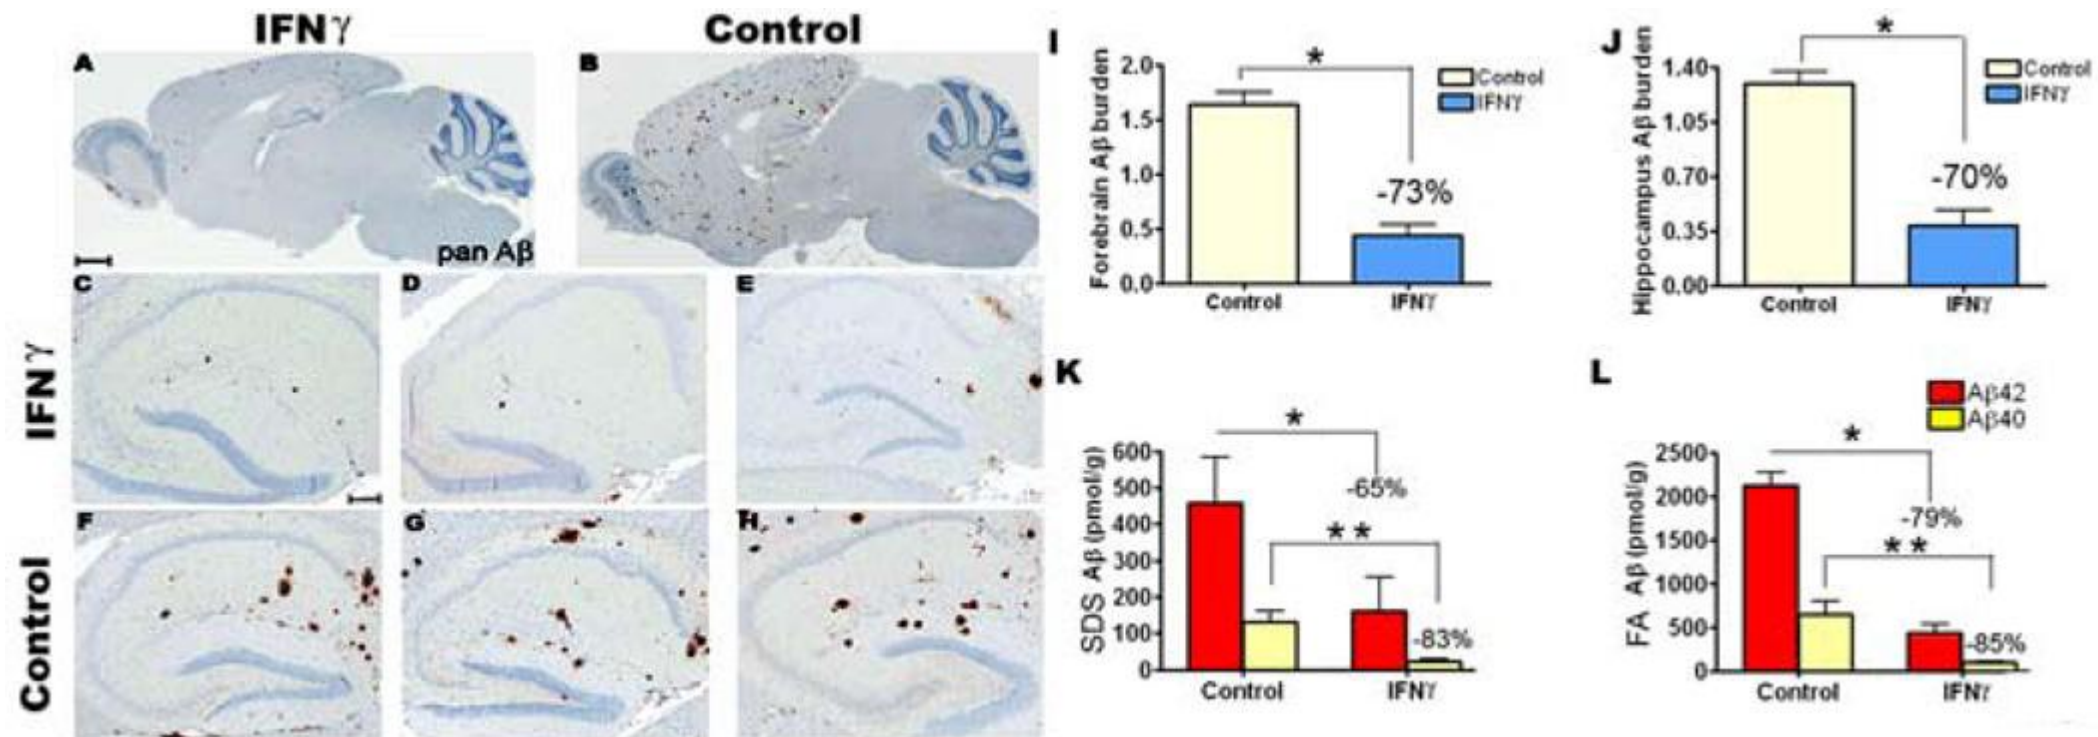 IFNγ
Control
A
B
pan Aβ
IFNγ
C
D
E
Control
F
G
H
I
Forebrain Aβ burden
2.0
1.5
1.0
0.5
0.0
*
-73%
Control
IFNγ
Control
IFNγ
J
Hippocampus Aβ burden
1.40
1.05
0.70
0.35
0.00
*
-70%
Control
IFNγ
Control
IFNγ
K
SDS Aβ (pmol/g)
600
500
400
300
200
100
0
*
-65%
**
-83%
Control
IFNγ
L
Aβ42
Aβ40
FA Aβ (pmol/g)
2500
2000
1500
1000
500
0
*
-79%
**
-85%
Control
IFNγ